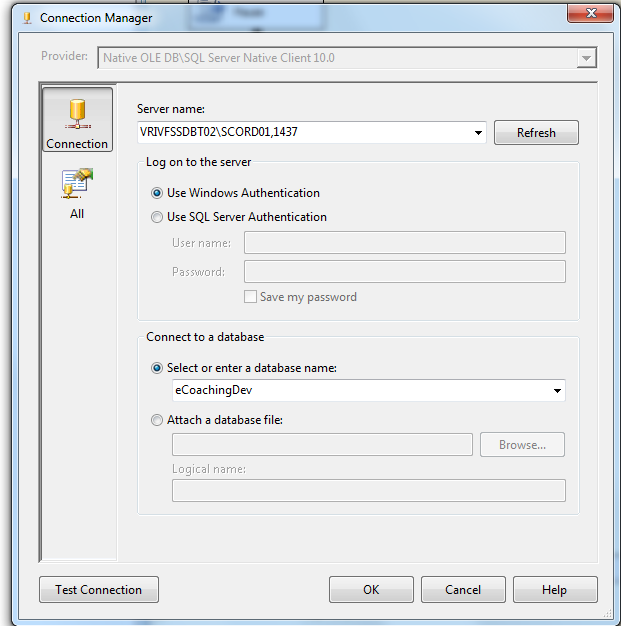 Connection Manager
Provider: Native OLE DB\SQL Server Native Client 10.0
Connection
All
Server name:
VRIVFSSDBT02\SCORD01,1437
Refresh
Log on to the server
Use Windows Authentication
Use SQL Server Authentication
User name:
Password:
Save my password
Connect to a database
Select or enter a database name:
eCoachingDev
Attach a database file:
Browse...
Logical name:
Test Connection
OK
Cancel
Help